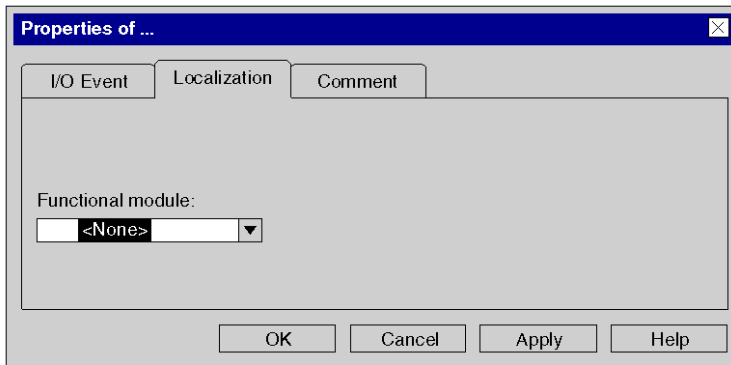 Properties of ...
I/O Event Localization Comment
Functional module:
<None>
OK Cancel Apply Help